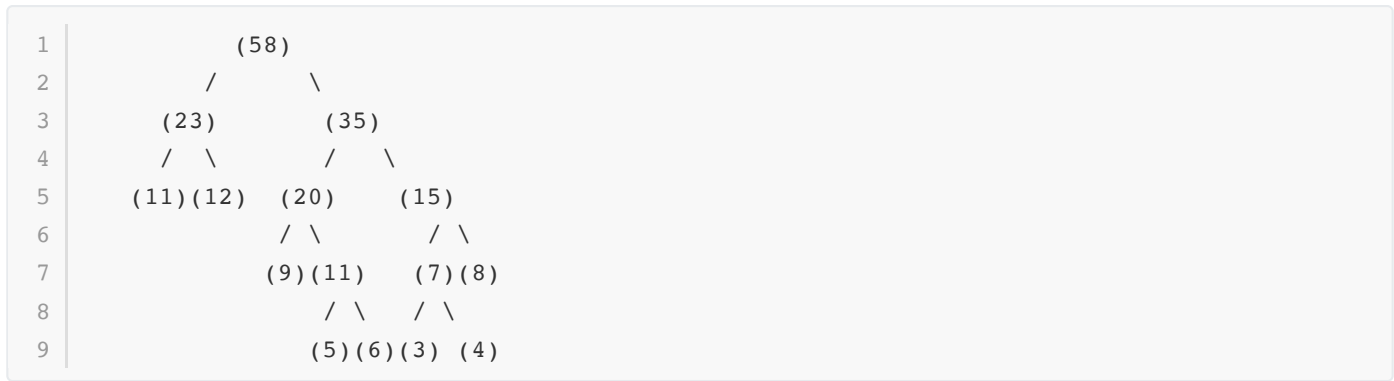 1             (58)
2           /      \
3        (23)       (35)
4        /  \       /   \
5      (11)(12)  (20)    (15)
6                / \       / \
7               (9)(11)   (7)(8)
8                   / \   / \
9                  (5)(6)(3) (4)